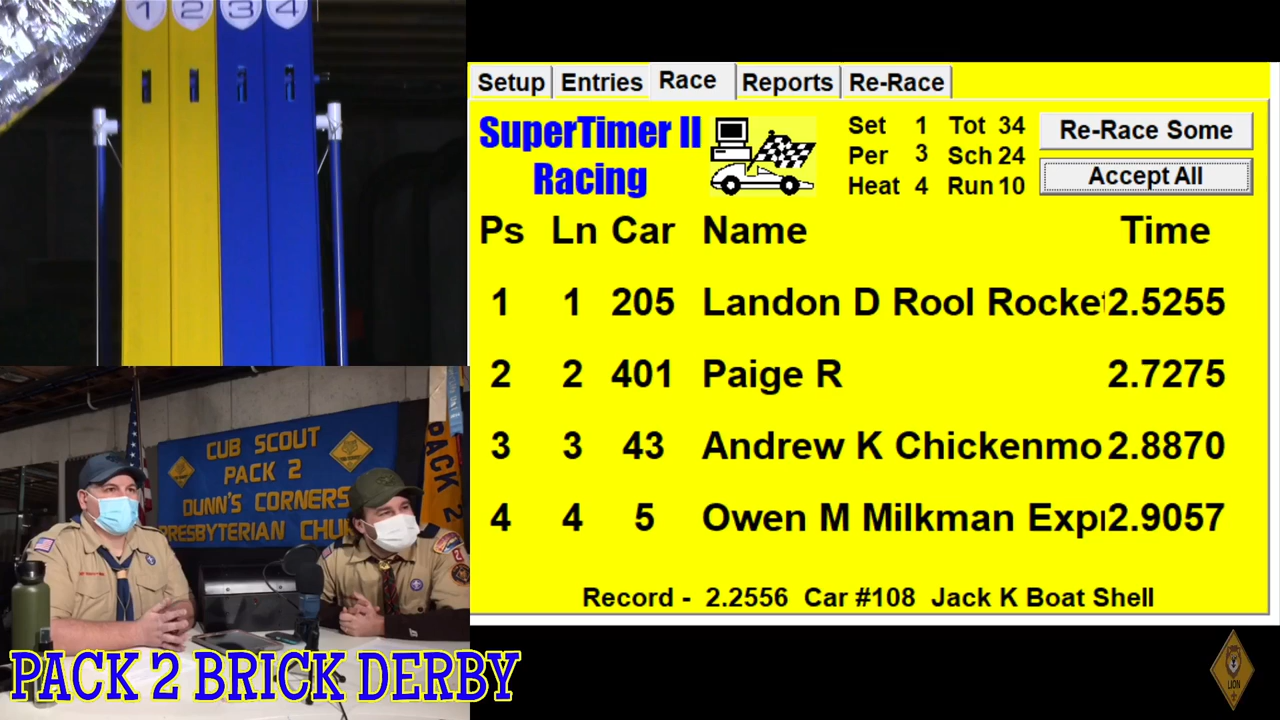 1 2 3 4
Setup Entries Race Reports Re-Race
SuperTimer II
Racing
Set 1 Tot 34
Per 3 Sch 24
Heat 4 Run 10
Re-Race Some
Accept All
Ps Ln Car Name Time
1 1 205 Landon D Rool Rocket 2.5255
2 2 401 Paige R 2.7275
3 3 43 Andrew K Chickenmo 2.8870
4 4 5 Owen M Milkman Exp 2.9057
Record - 2.2556 Car #108 Jack K Boat Shell
CUB SCOUT
PACK 2
DUNN'S CORNERS
PRESBYTERIAN CHU
PACK 2
PACK 2 BRICK DERBY
LION